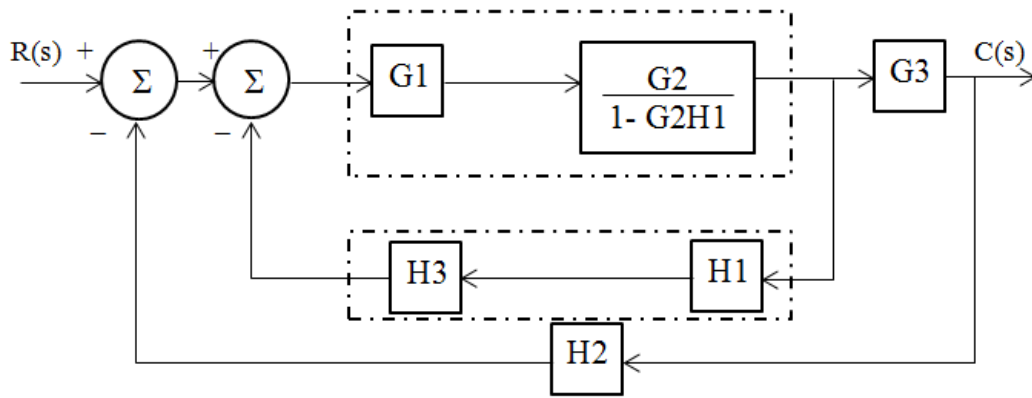 R(s) + + C(s)
Σ Σ G1 G2 G3
1- G2H1
− −
H3 H1
H2